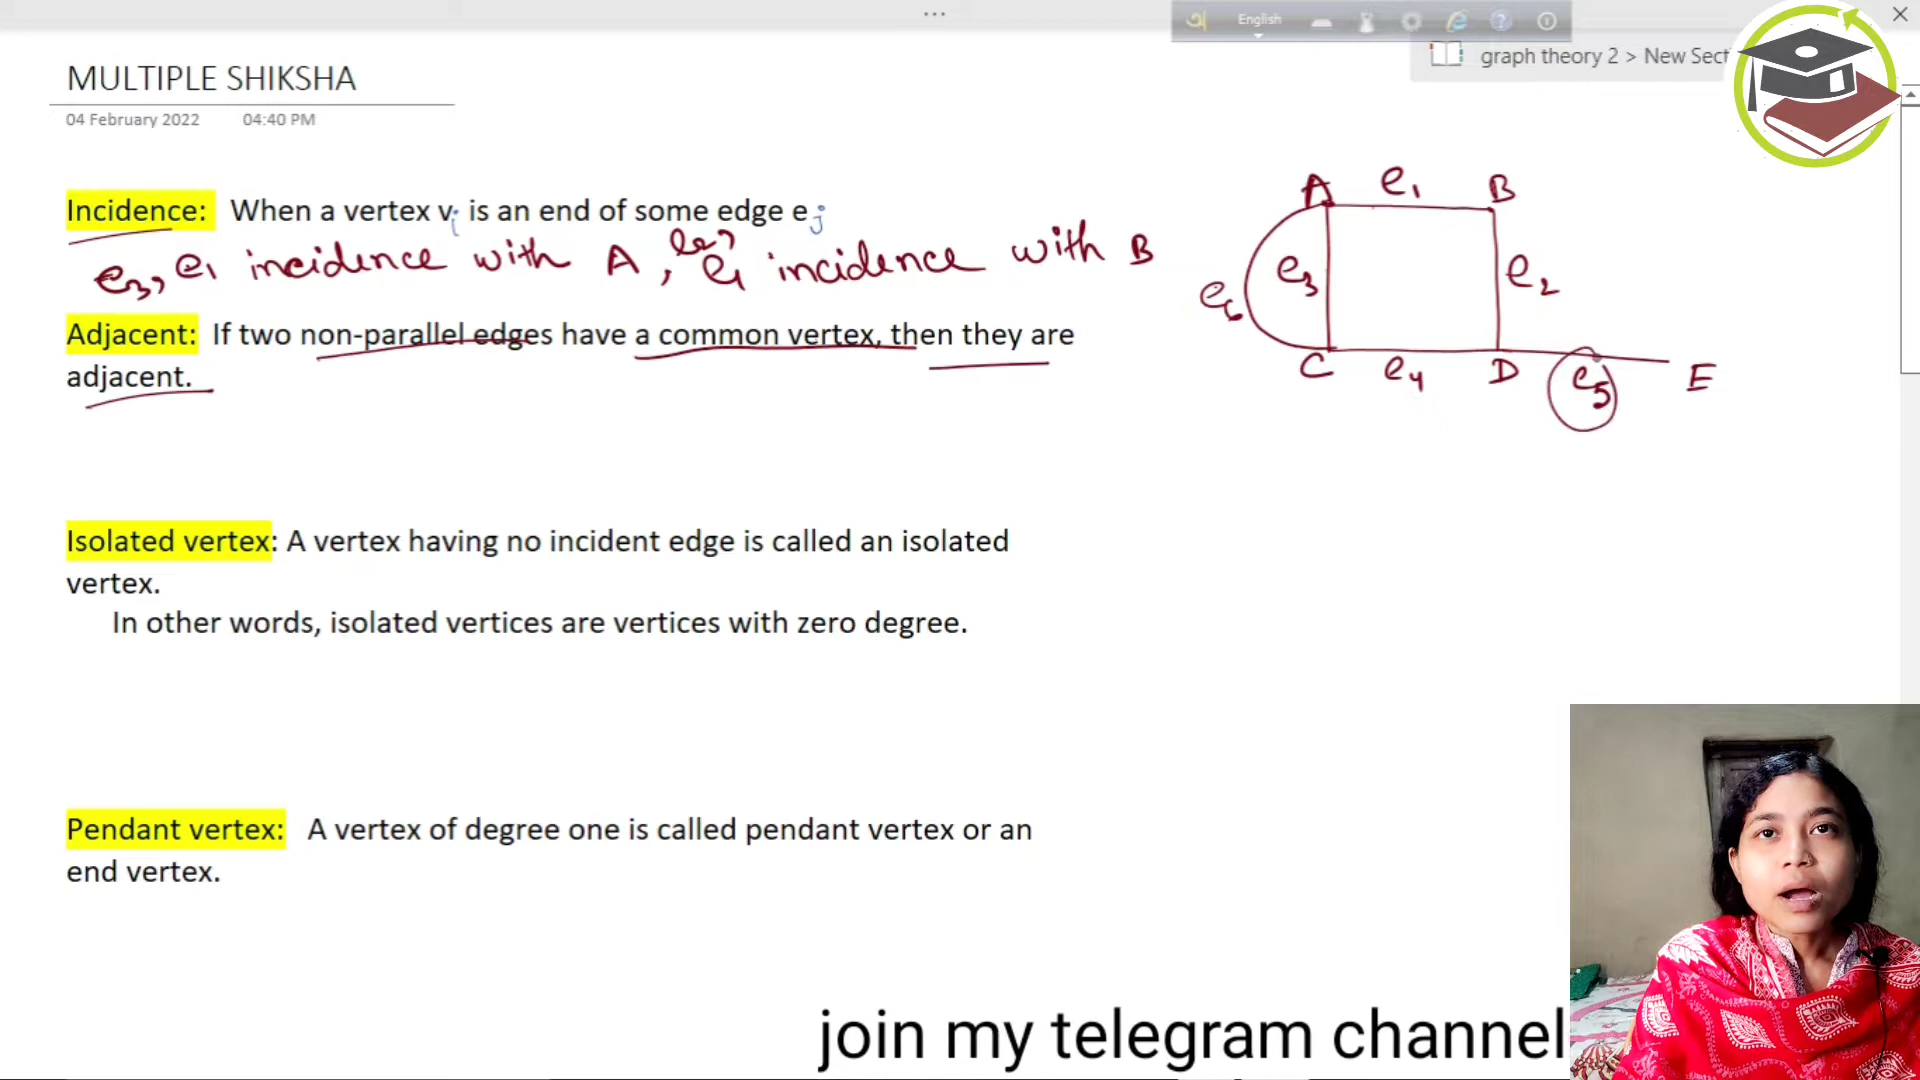 English
graph theory 2 > New Sect
MULTIPLE SHIKSHA
04 February 2022 04:40 PM
Incidence: When a vertex vi is an end of some edge ej
e3, e1 incidence with A, e2, e1 incidence with B
Adjacent: If two non-parallel edges have a common vertex, then they are
adjacent.
A e1 B
e6 e3 e2
C e4 D e5 E
Isolated vertex: A vertex having no incident edge is called an isolated
vertex.
In other words, isolated vertices are vertices with zero degree.
Pendant vertex: A vertex of degree one is called pendant vertex or an
end vertex.
join my telegram channel